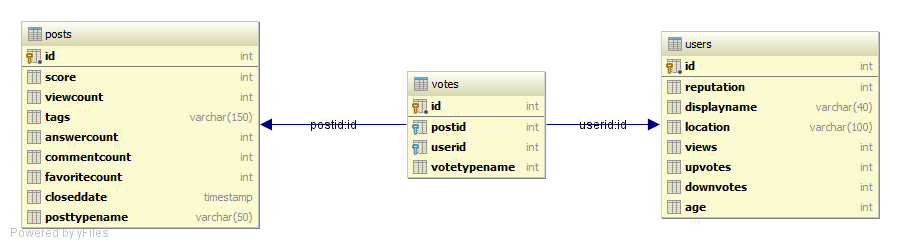 posts
id int
score int
viewcount int
tags varchar(150)
answercount int
commentcount int
favoritecount int
closeddate timestamp
posttypename varchar(50)
postid:id
votes
id int
postid int
userid int
votetypename int
userid:id
users
id int
reputation int
displayname varchar(40)
location varchar(100)
views int
upvotes int
downvotes int
age int
Powered by yFiles